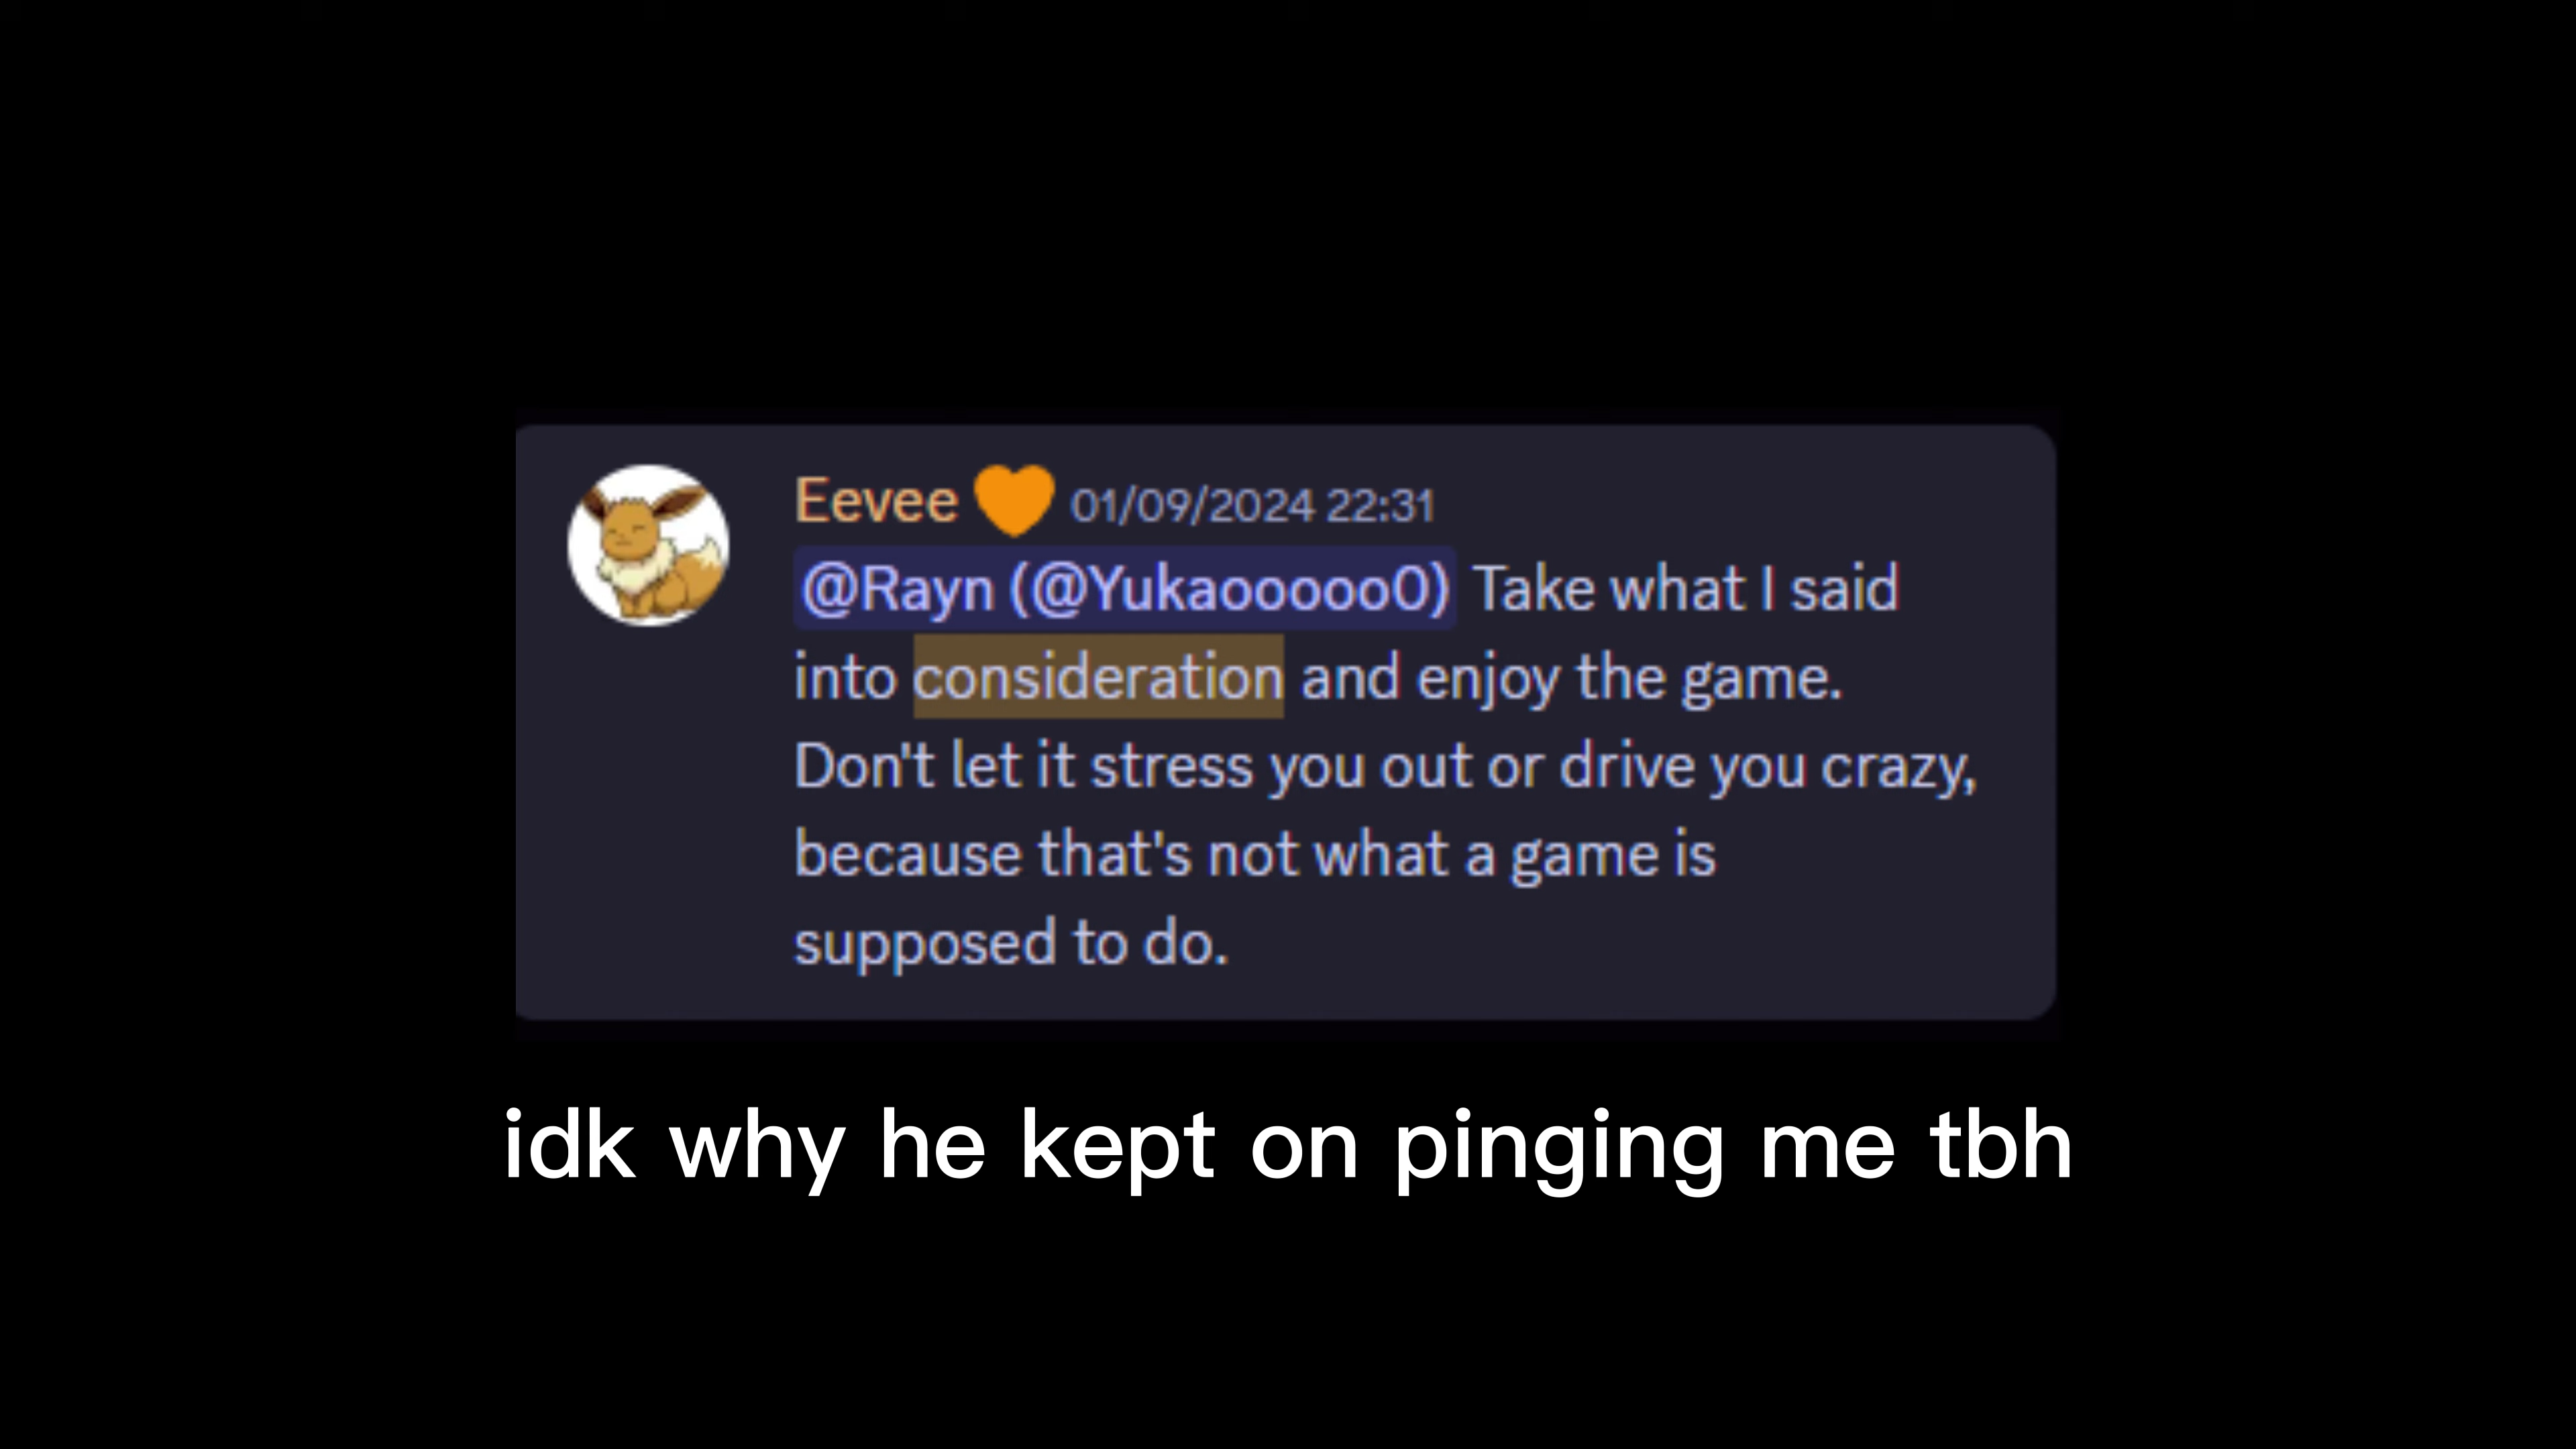 Eevee 🧡 01/09/2024 22:31
@Rayn (@Yukaooooo0) Take what I said
into consideration and enjoy the game.
Don't let it stress you out or drive you crazy,
because that's not what a game is
supposed to do.
idk why he kept on pinging me tbh